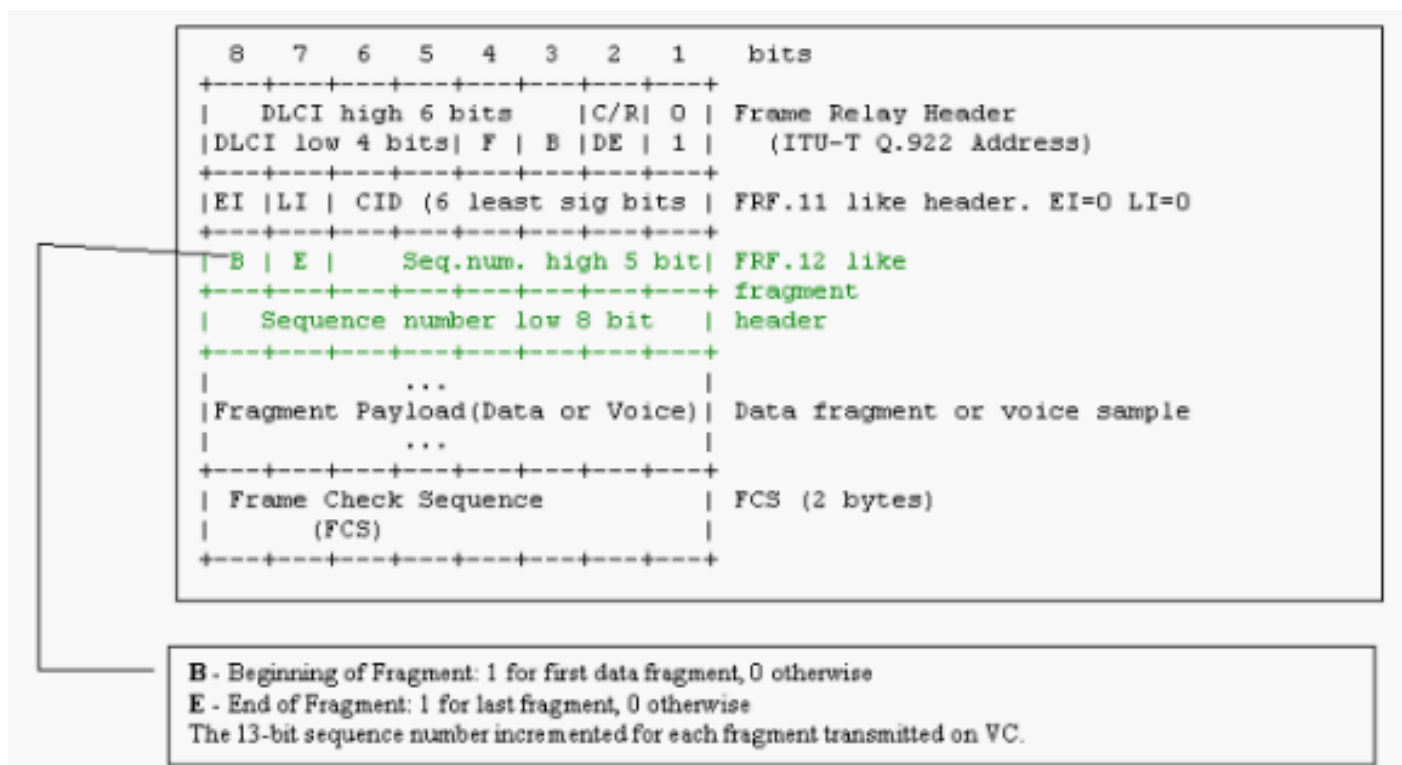 8   7   6   5   4   3   2   1   bits
+---+---+---+---+---+---+---+---+
|   DLCI high 6 bits    |C/R| 0 | Frame Relay Header
|DLCI low 4 bits| F | B |DE | 1 |   (ITU-T Q.922 Address)
+---+---+---+---+---+---+---+---+
|EI |LI | CID (6 least sig bits | FRF.11 like header. EI=0 LI=0
+---+---+---+---+---+---+---+---+
| B | E |    Seq.num. high 5 bit| FRF.12 like
+---+---+---+---+---+---+---+---+ fragment
|   Sequence number low 8 bit   | header
+---+---+---+---+---+---+---+---+
|            ...                |
|Fragment Payload(Data or Voice)| Data fragment or voice sample
|            ...                |
+---+---+---+---+---+---+---+---+
| Frame Check Sequence          | FCS (2 bytes)
|      (FCS)                    |
+---+---+---+---+---+---+---+---+
B - Beginning of Fragment: 1 for first data fragment, 0 otherwise
E - End of Fragment: 1 for last fragment, 0 otherwise
The 13-bit sequence number incremented for each fragment transmitted on VC.